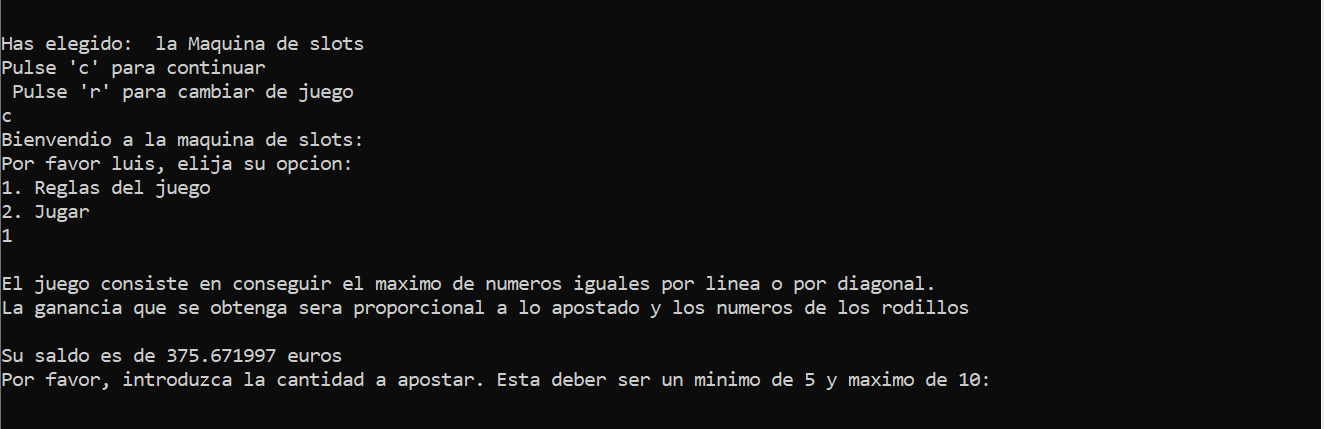 Has elegido:  la Maquina de slots
Pulse 'c' para continuar
 Pulse 'r' para cambiar de juego
c
Bienvendio a la maquina de slots:
Por favor luis, elija su opcion:
1. Reglas del juego
2. Jugar
1
El juego consiste en conseguir el maximo de numeros iguales por linea o por diagonal.
La ganancia que se obtenga sera proporcional a lo apostado y los numeros de los rodillos
Su saldo es de 375.671997 euros
Por favor, introduzca la cantidad a apostar. Esta deber ser un minimo de 5 y maximo de 10: